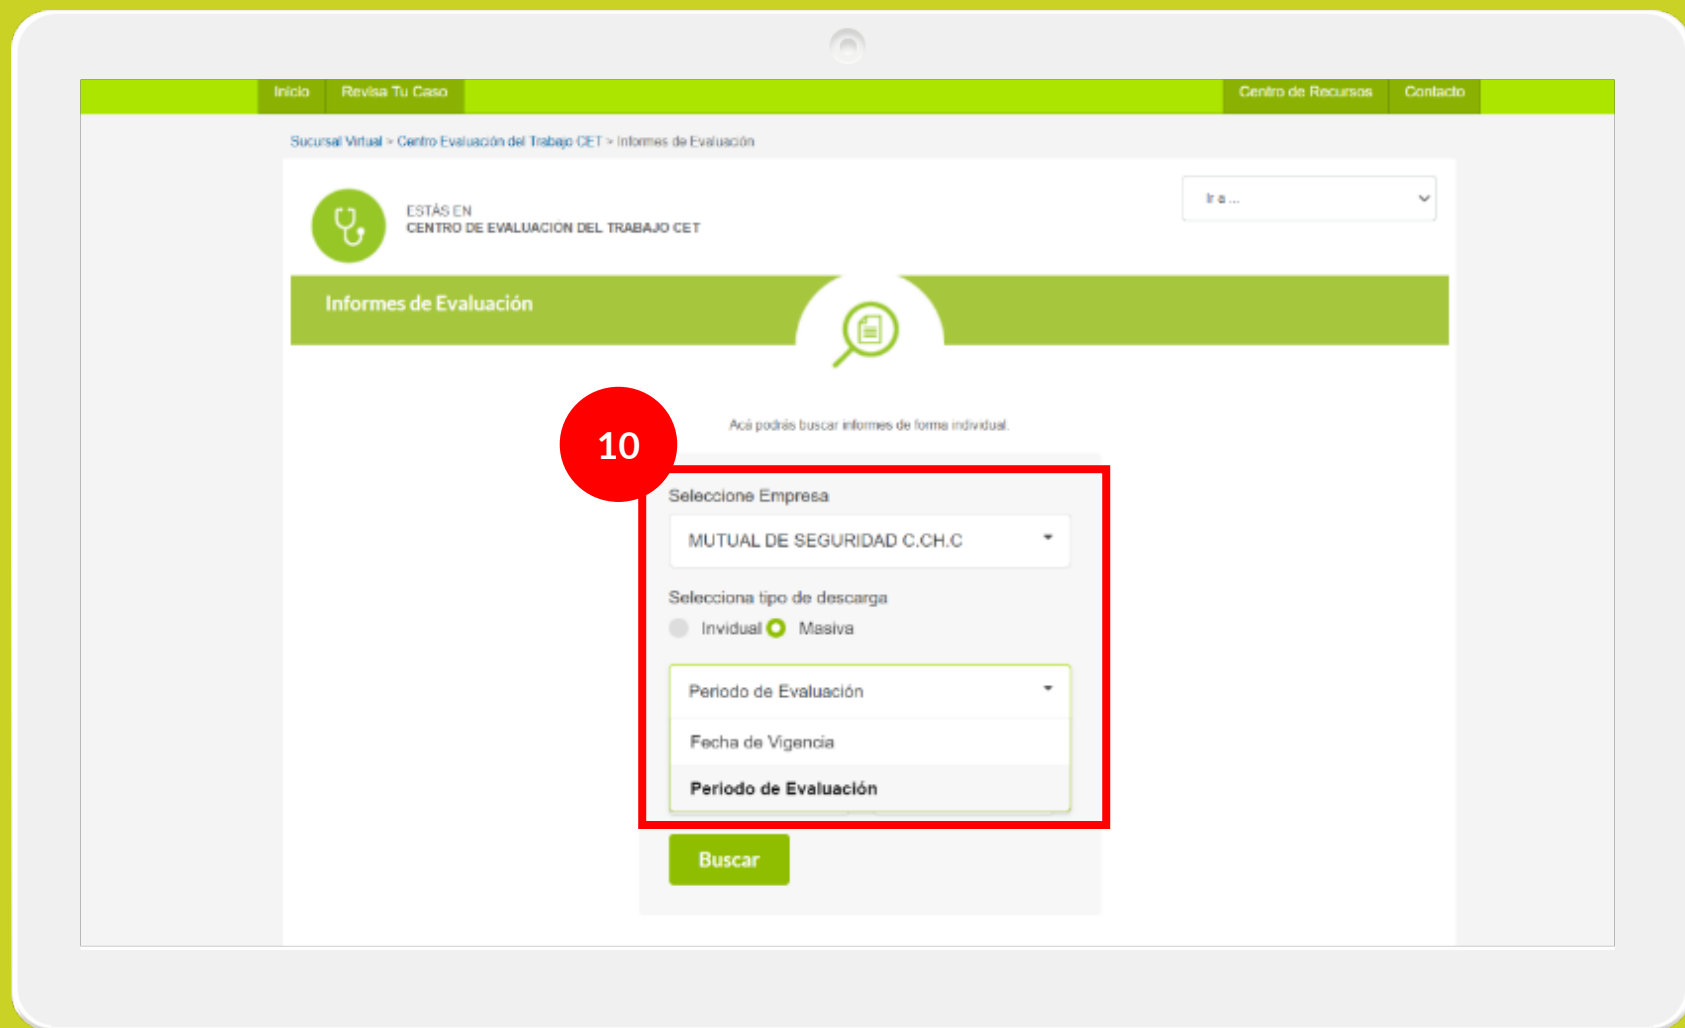 Inicio Revisa Tu Caso Centro de Recursos Contacto
Sucursal Virtual > Centro Evaluación del Trabajo CET > Informes de Evaluación
ESTÁS EN
CENTRO DE EVALUACIÓN DEL TRABAJO CET
Ir a ...
Informes de Evaluación
Acá podrás buscar informes de forma individual.
10
Seleccione Empresa
MUTUAL DE SEGURIDAD C.CH.C
Selecciona tipo de descarga
Invidual Masiva
Periodo de Evaluación
Fecha de Vigencia
Periodo de Evaluación
Buscar